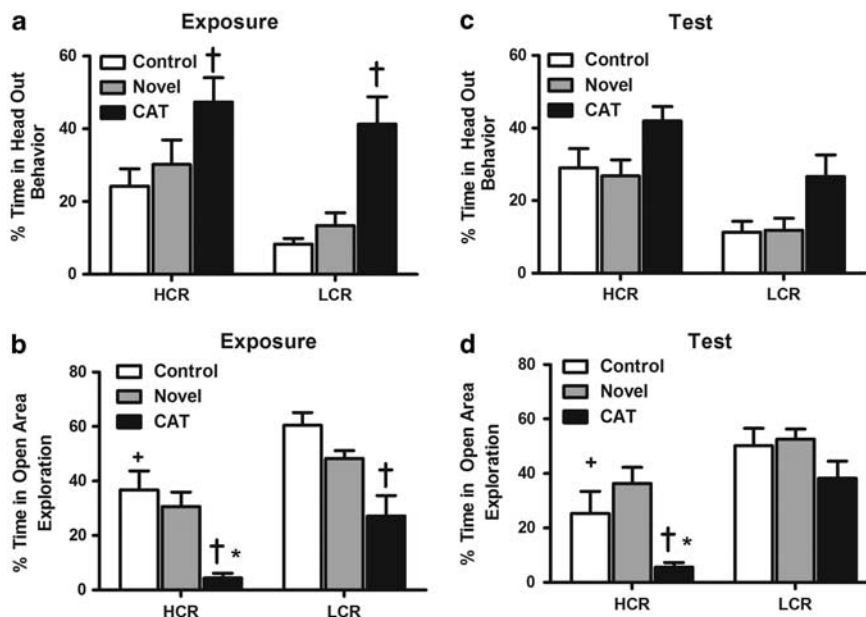 a
Exposure
% Time in Head Out
Behavior
60
40
20
0
Control
Novel
CAT
†
†
HCR
LCR
c
Test
% Time in Head Out
Behavior
60
40
20
0
Control
Novel
CAT
HCR
LCR
b
Exposure
% Time in Open Area
Exploration
80
60
40
20
0
Control
Novel
CAT
+
† *
†
HCR
LCR
d
Test
% Time in Open Area
Exploration
80
60
40
20
0
Control
Novel
CAT
+
† *
HCR
LCR